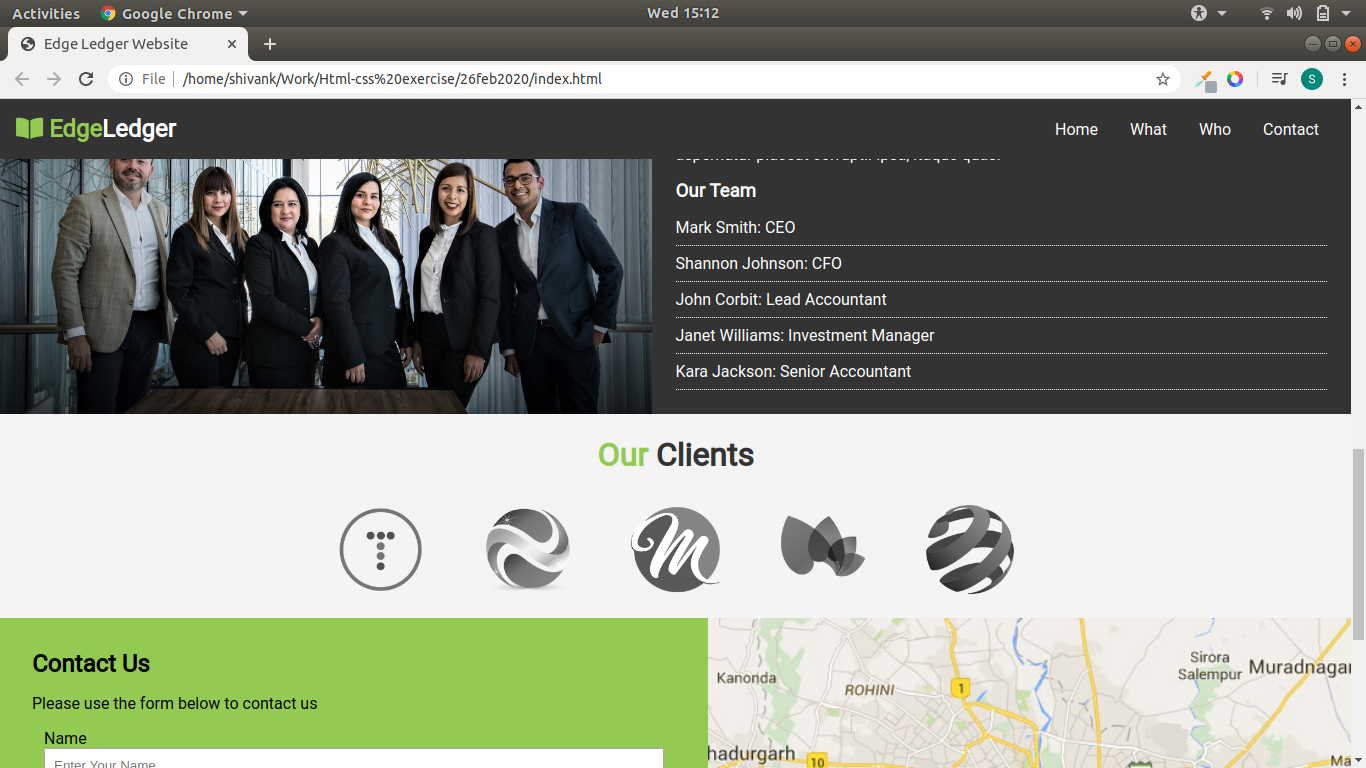 Activities Google Chrome Wed 15:12
Edge Ledger Website
File /home/shivank/Work/Html-css%20exercise/26feb2020/index.html S
EdgeLedger Home What Who Contact
Our Team
Mark Smith: CEO
Shannon Johnson: CFO
John Corbit: Lead Accountant
Janet Williams: Investment Manager
Kara Jackson: Senior Accountant
Our Clients
T M
Contact Us
Please use the form below to contact us
Name
Enter Your Name
Kanonda
ROHINI
1
Sirora
Salempur
Muradnagar
hadurgarh
10
Ma